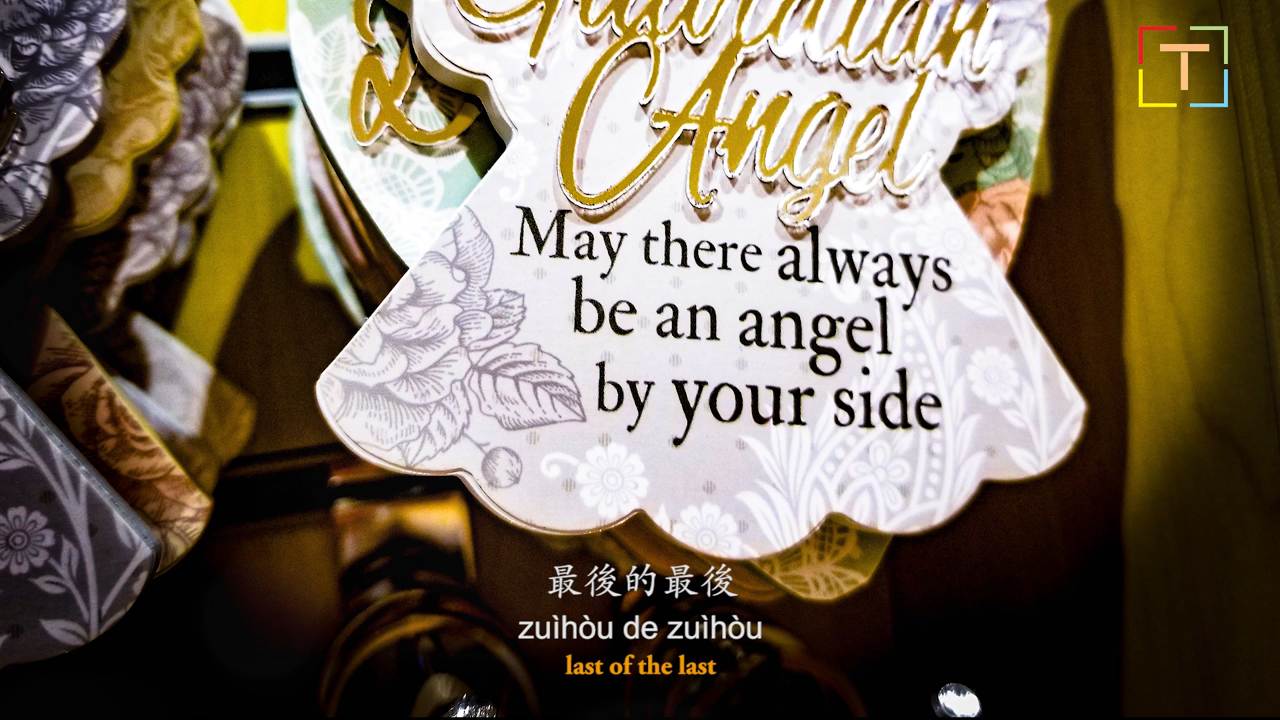 T
Guardian
Angel
May there always
be an angel
by your side
最後的最後
zuìhòu de zuìhòu
last of the last